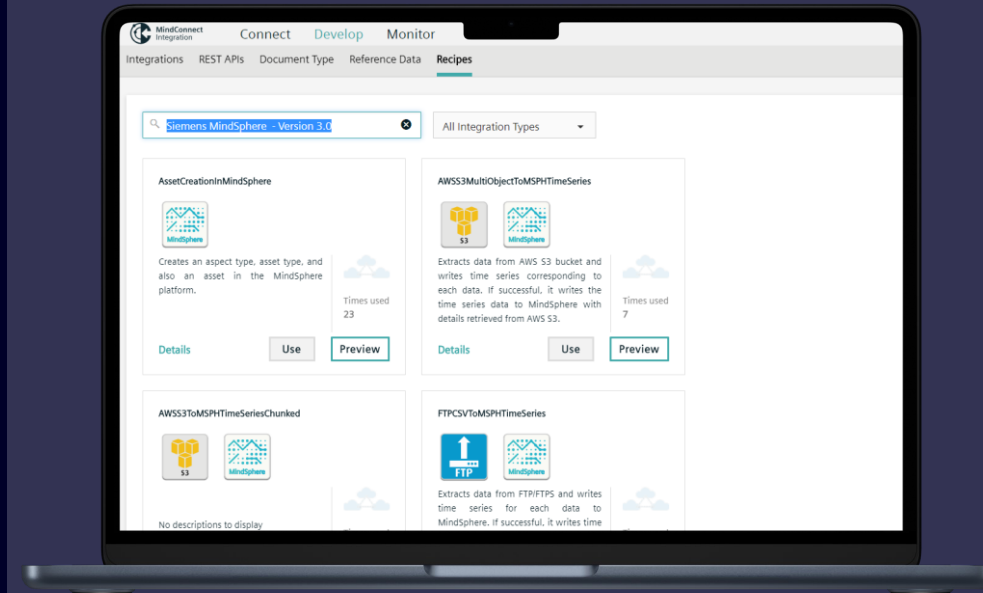 MindConnect
Integration
Connect Develop Monitor
Integrations REST APIs Document Type Reference Data Recipes
Siemens MindSphere - Version 3.0
All Integration Types
AssetCreationInMindSphere
MindSphere
Creates an aspect type, asset type, and
also an asset in the MindSphere
platform.
Times used
23
Details Use Preview
AWSS3MultiObjectToMSPHTimeSeries
S3 MindSphere
Extracts data from AWS S3 bucket and
writes time series corresponding to
each data. If successful, it writes the
time series data to MindSphere with
details retrieved from AWS S3.
Times used
7
Details Use Preview
AWSS3ToMSPHTimeSeriesChunked
S3 MindSphere
No descriptions to display
FTPCSVToMSPHTimeSeries
FTP MindSphere
Extracts data from FTP/FTPS and writes
time series for each data to
MindSphere. If successful, it writes time